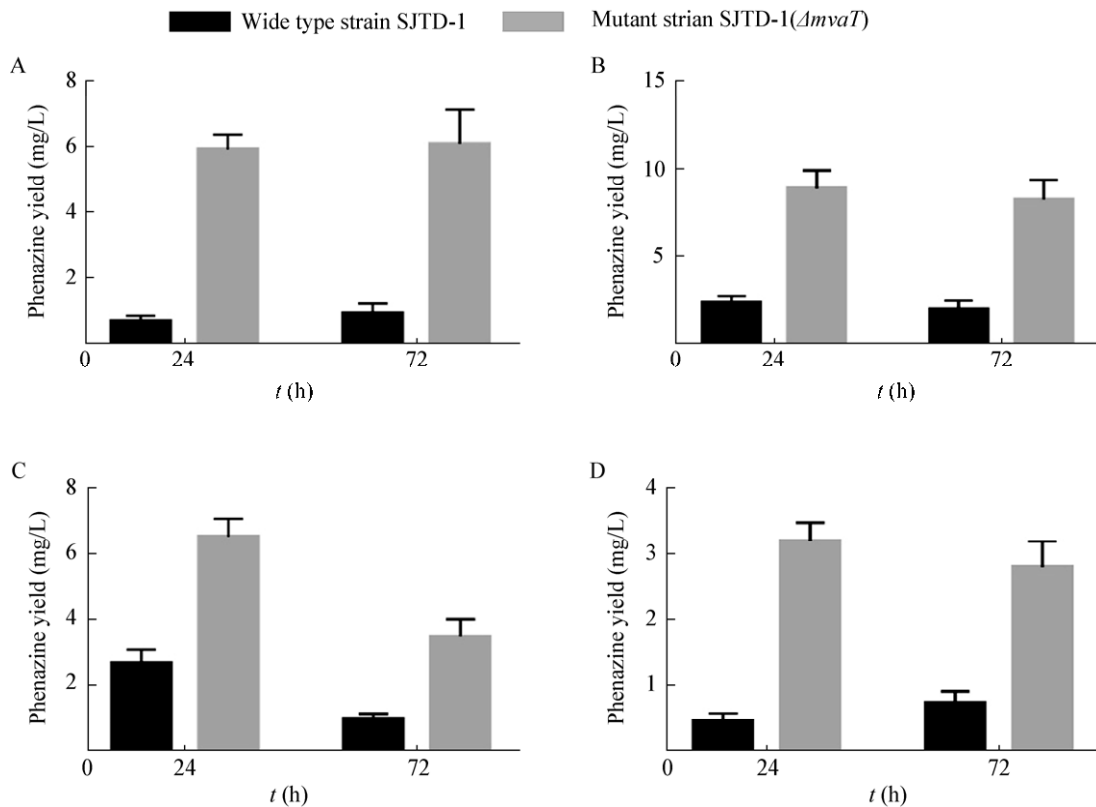 Wide type strain SJTD-1 Mutant strian SJTD-1(ΔmvaT)
A
Phenazine yield (mg/L)
8
6
4
2
0
24
72
t (h)
B
Phenazine yield (mg/L)
15
10
5
0
24
72
t (h)
C
Phenazine yield (mg/L)
8
6
4
2
0
24
72
t (h)
D
Phenazine yield (mg/L)
4
3
2
1
0
24
72
t (h)